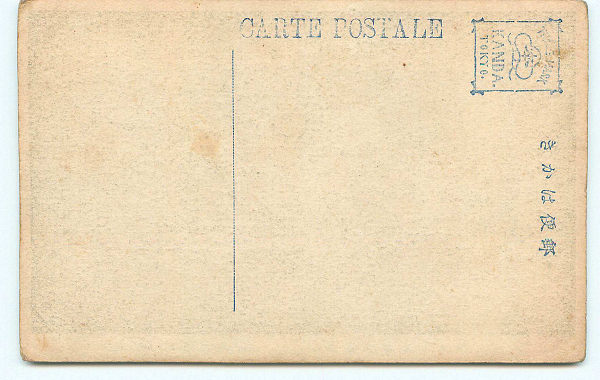 CARTE POSTALE
KANDA.
TOKYO.
郵便はかき